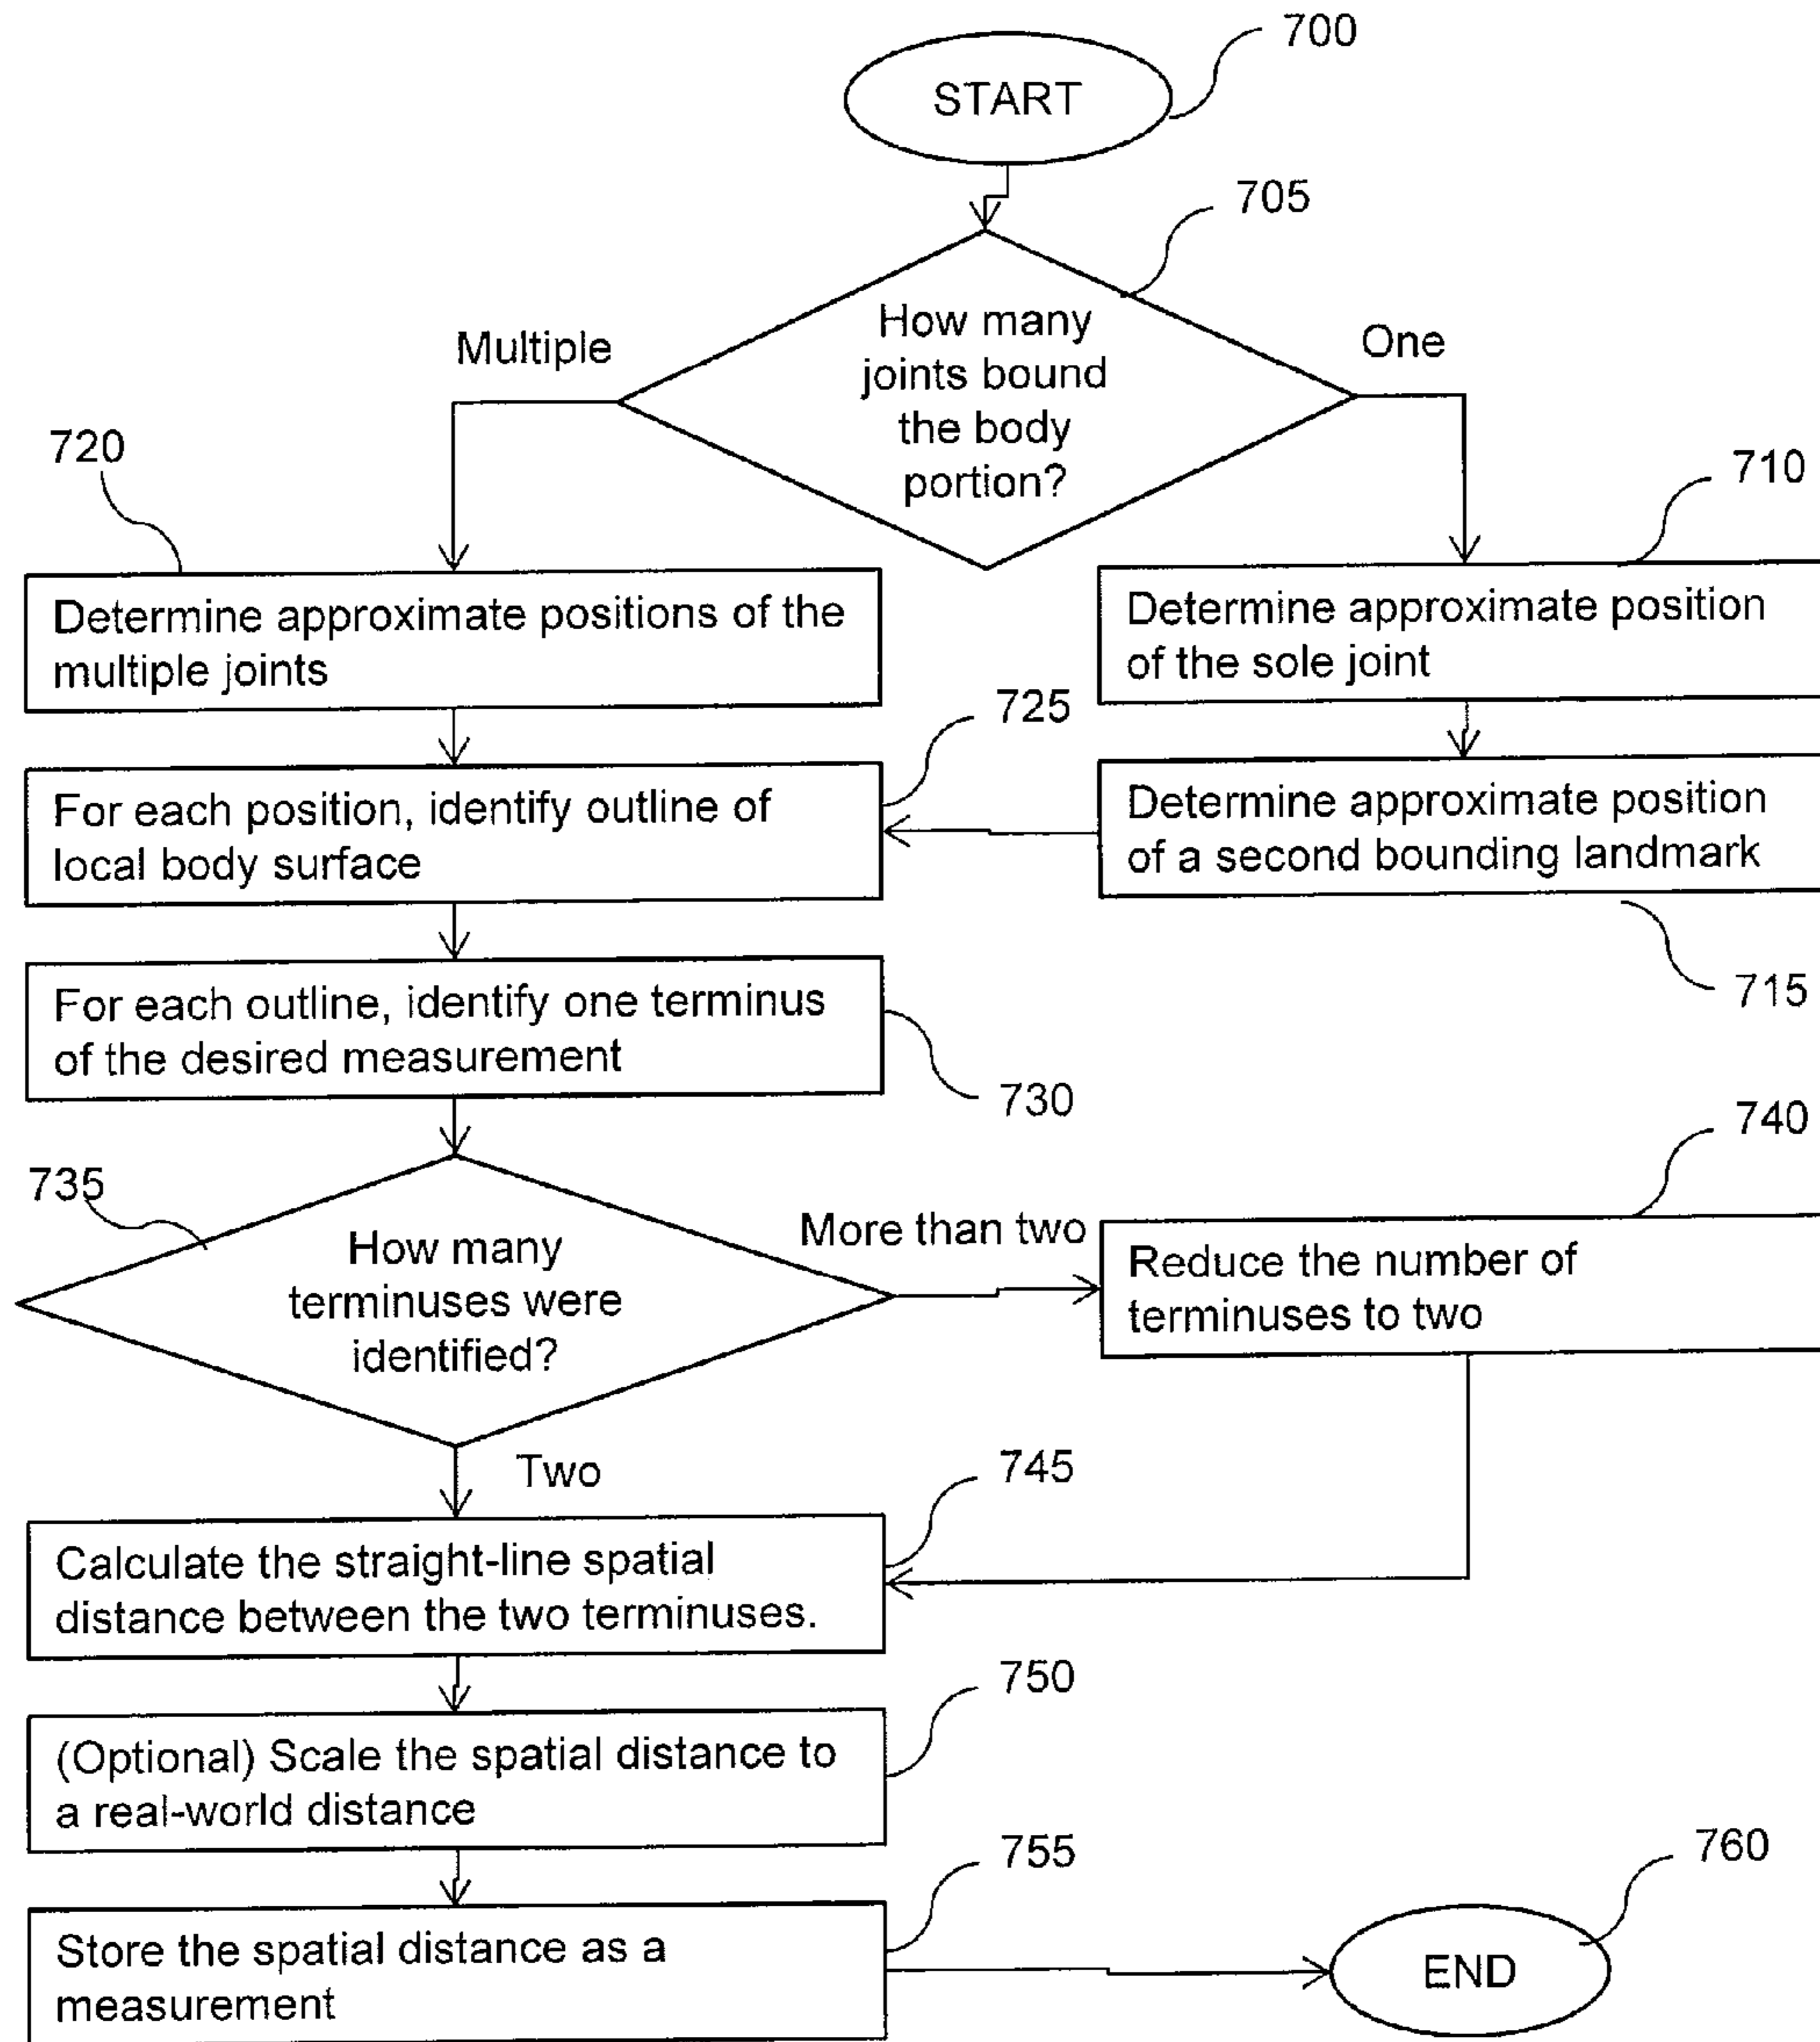 700
START
705
How many
joints bound
the body
portion?
Multiple
One
720
710
Determine approximate positions of the
multiple joints
Determine approximate position
of the sole joint
725
For each position, identify outline of
local body surface
Determine approximate position
of a second bounding landmark
715
For each outline, identify one terminus
of the desired measurement
730
740
735
How many
terminuses were
identified?
More than two
Reduce the number of
terminuses to two
Two
745
Calculate the straight-line spatial
distance between the two terminuses.
750
(Optional) Scale the spatial distance to
a real-world distance
755
760
Store the spatial distance as a
measurement
END